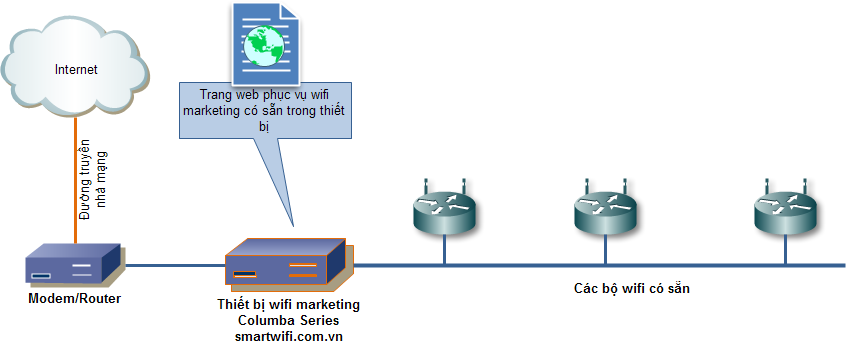 Internet
Trang web phục vụ wifi
marketing có sẵn trong thiết
bị
Đường truyền
nhà mạng
Modem/Router
Thiết bị wifi marketing
Columba Series
smartwifi.com.vn
Các bộ wifi có sẵn